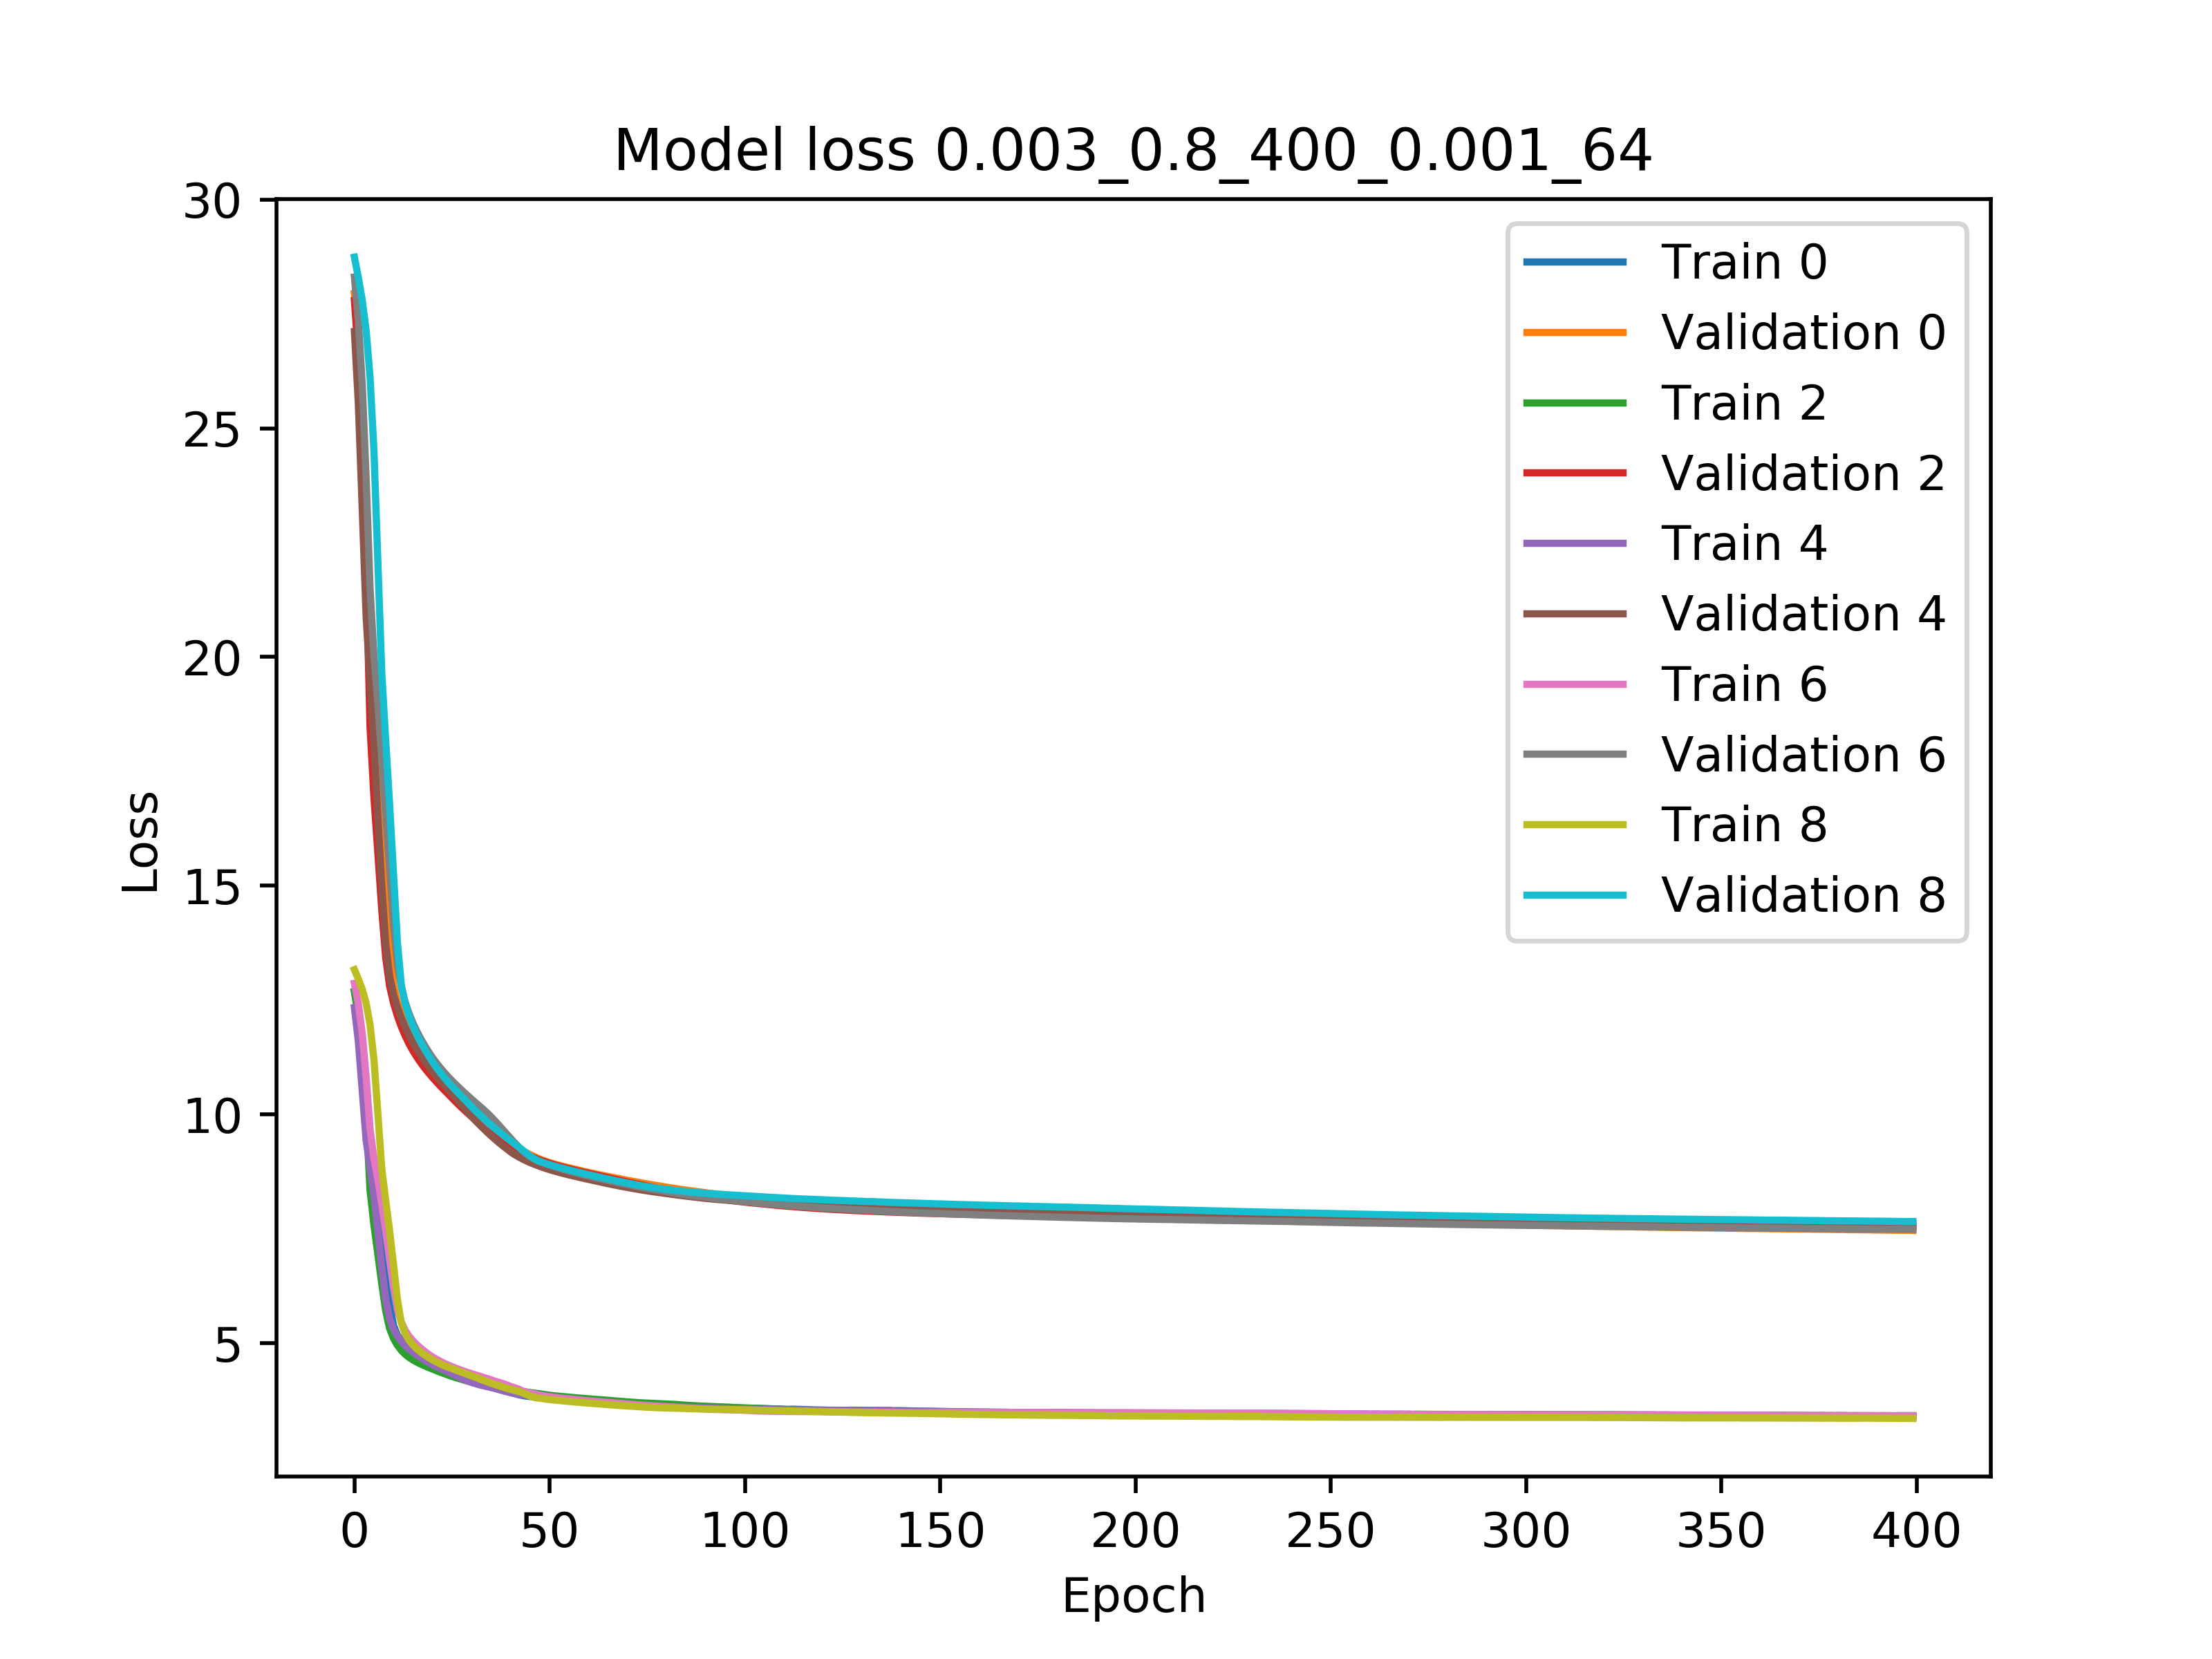 Model loss 0.003_0.8_400_0.001_64
30
25
20
15
10
5
Loss
Train 0
Validation 0
Train 2
Validation 2
Train 4
Validation 4
Train 6
Validation 6
Train 8
Validation 8
0 50 100 150 200 250 300 350 400
Epoch